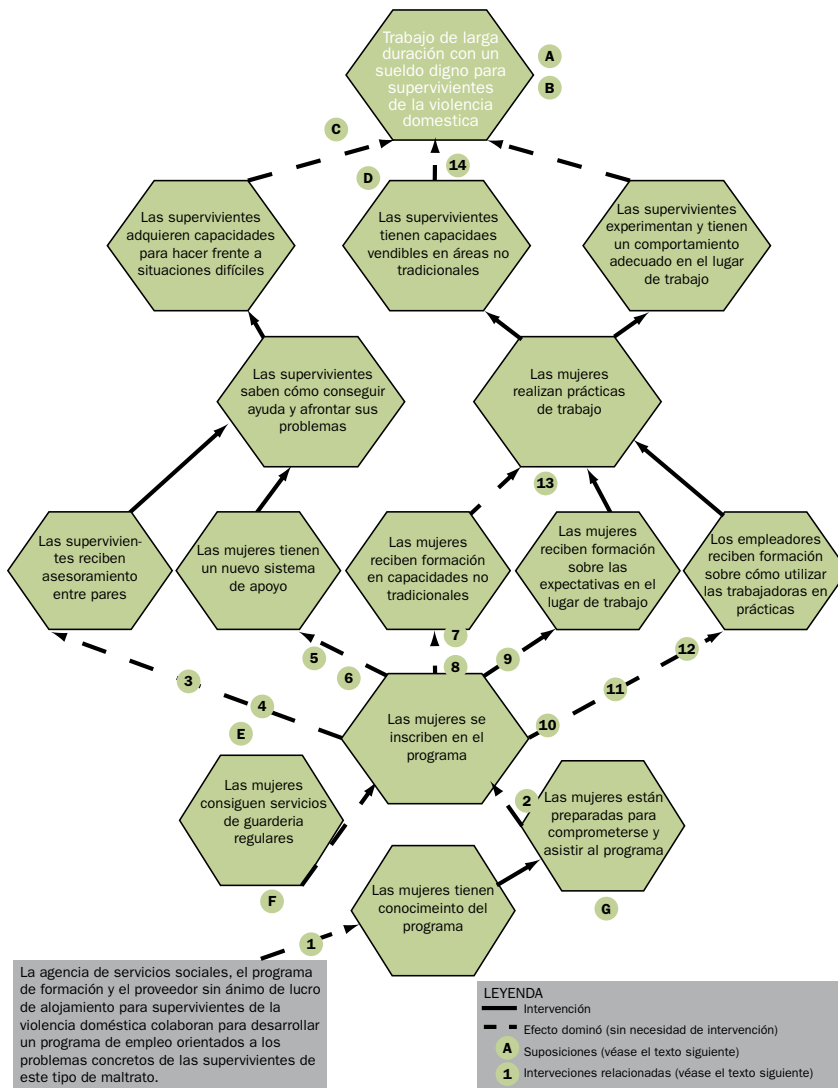 Trabajo de larga
duración con un
sueldo digno para
supervivientes
de la violencia
domestica
A
B
C
14
D
Las supervivientes
adquieren capacidades
para hacer frente a
situaciones difíciles
Las supervivientes
tienen capacidaes
vendibles en áreas no
tradicionales
Las supervivientes
experimentan y tienen
un comportamiento
adecuado en el lugar
de trabajo
Las supervivientes
saben cómo conseguir
ayuda y afrontar sus
problemas
Las mujeres
realizan prácticas
de trabajo
13
Las supervivien-
tes reciben
asesoramiento
entre pares
Las mujeres tienen
un nuevo sistema
de apoyo
Las mujeres
reciben formación
en capacidades no
tradicionales
Las mujeres
reciben formación
sobre las
expectativas en el
lugar de trabajo
Los empleadores
reciben formación
sobre cómo utilizar
las trabajadoras en
prácticas
3
4
5
6
7
8
9
10
11
12
Las mujeres se
inscriben en el
programa
E
Las mujeres
consiguen servicios
de guarderia
regulares
F
2
Las mujeres están
preparadas para
comprometerse y
asistir al programa
G
Las mujeres tienen
conocimeinto del
programa
1
La agencia de servicios sociales, el programa
de formación y el proveedor sin ánimo de lucro
de alojamiento para supervivientes de la
violencia doméstica colaboran para desarrollar
un programa de empleo orientados a los
problemas concretos de las supervivientes de
este tipo de maltrato.
LEYENDA
Intervención
Efecto dominó (sin necesidad de intervención)
A Suposiciones (véase el texto siguiente)
1 Interveciones relacionadas (véase el texto siguiente)